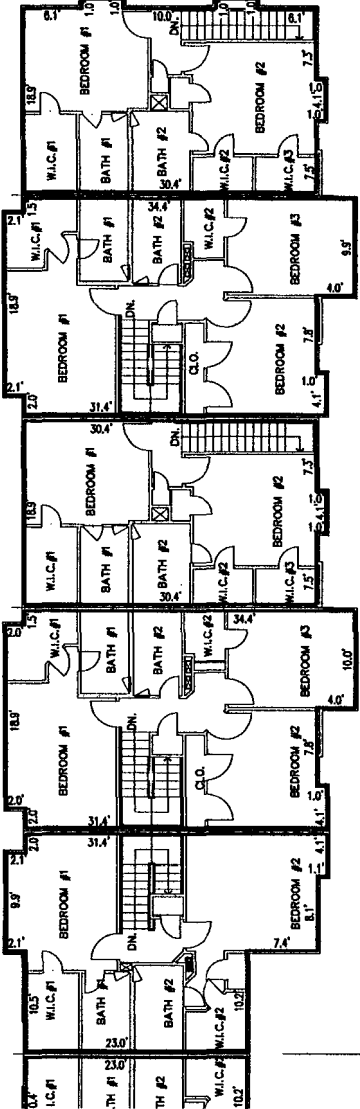 6.1'
1.0'
1.0'
10.0'
1.0'
1.0'
6.1'
DN.
BEDROOM #1
BEDROOM #2
7.3'
18.9'
4.1'
W.I.C.#1
BATH #1
BATH #2
W.I.C.#2
W.I.C.#3
7.5'
30.4'
34.4'
2.1'
1.5'
W.I.C.#1
BATH #1
BATH #2
W.I.C.#2
BEDROOM #3
9.9'
4.0'
18.9'
BEDROOM #1
DN.
CLO.
BEDROOM #2
7.8'
1.0'
4.1'
2.1'
2.0'
31.4'
30.4'
DN.
BEDROOM #1
BEDROOM #2
7.3'
18.9'
4.1'
W.I.C.#1
BATH #1
BATH #2
W.I.C.#2
W.I.C.#3
7.5'
30.4'
34.4'
2.0'
1.5'
W.I.C.#1
BATH #1
BATH #2
W.I.C.#2
BEDROOM #3
10.0'
4.0'
18.9'
BEDROOM #1
DN.
CLO.
BEDROOM #2
7.8'
1.0'
4.1'
2.0'
2.0'
31.4'
31.4'
2.0'
2.1'
4.1'
1.1'
9.9'
BEDROOM #1
DN.
BEDROOM #2
8.1'
7.4'
2.1'
10.5'
W.I.C.#1
BATH #2
W.I.C.#2
10.2'
23.0'
23.0'
10.2'